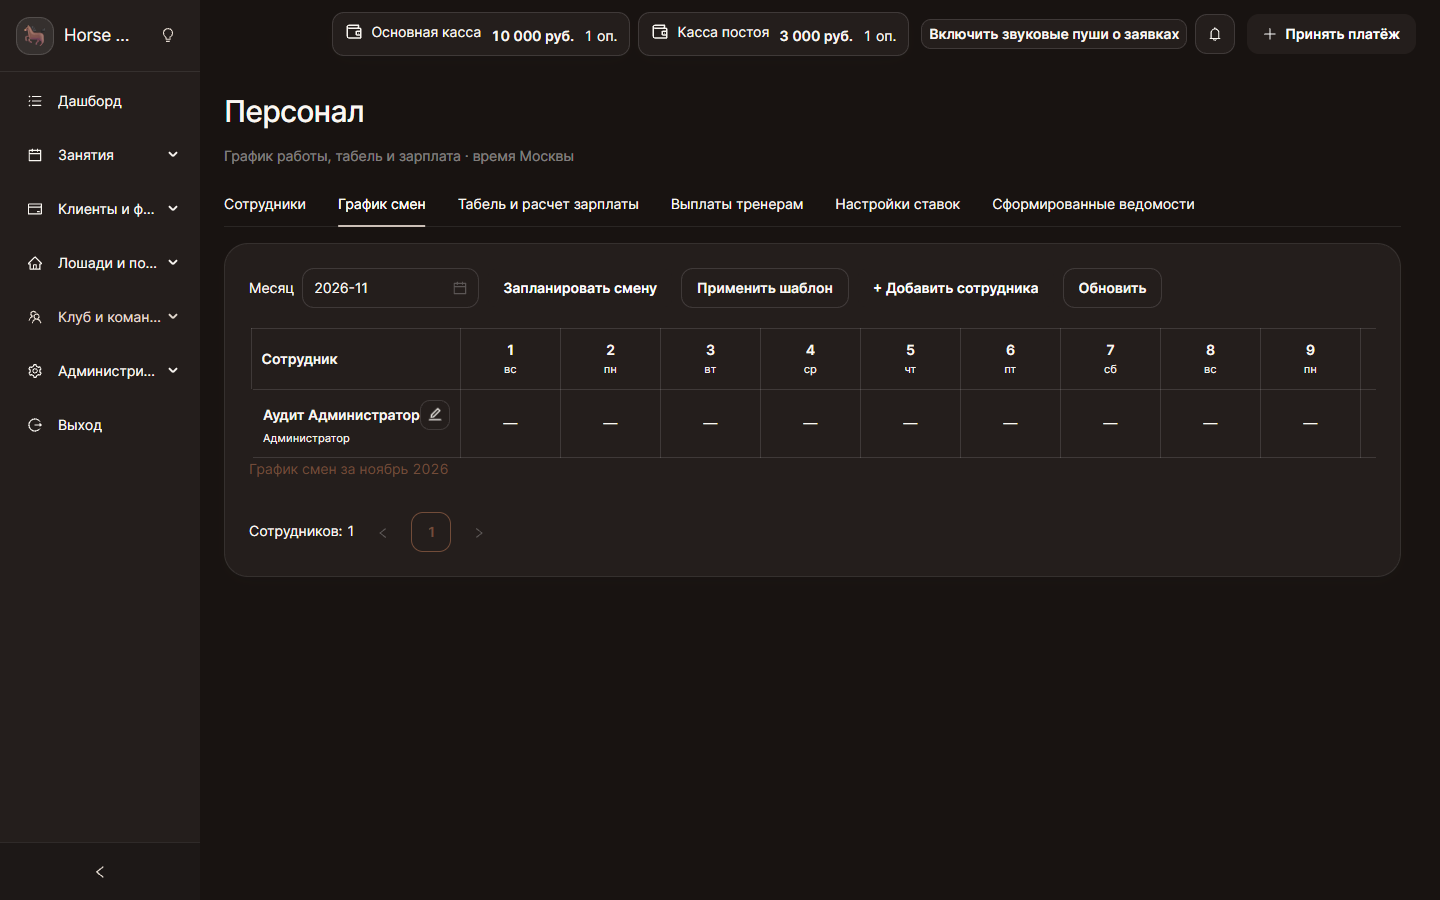 Horse ...
Основная касса 10 000 руб. 1 оп.
Касса постоя 3 000 руб. 1 оп.
Включить звуковые пуши о заявках
Принять платёж
Дашборд
Занятия
Клиенты и ф...
Лошади и по...
Клуб и коман...
Администри...
Выход
Персонал
График работы, табель и зарплата · время Москвы
Сотрудники График смен Табель и расчет зарплаты Выплаты тренерам Настройки ставок Сформированные ведомости
Месяц 2026-11 Запланировать смену Применить шаблон + Добавить сотрудника Обновить
Сотрудник 1 2 3 4 5 6 7 8 9
вс пн вт ср чт пт сб вс пн
Аудит Администратор — — — — — — — — —
Администратор
График смен за ноябрь 2026
Сотрудников: 1 < 1 >